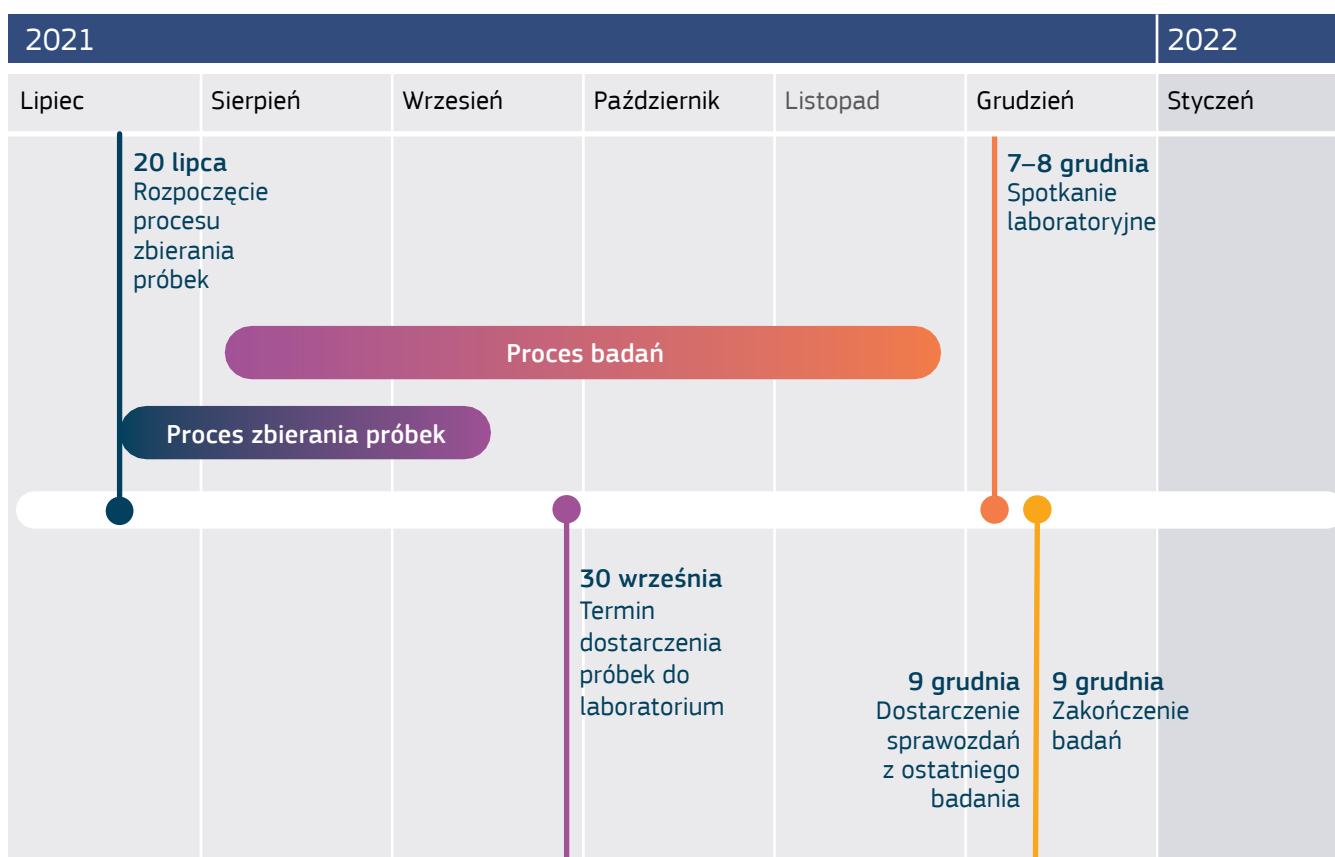 2021
2022
Lipiec
Sierpień
Wrzesień
Październik
Listopad
Grudzień
Styczeń
20 lipca
Rozpoczęcie
procesu
zbierania
próbek
7–8 grudnia
Spotkanie
laboratoryjne
Proces badań
Proces zbierania próbek
30 września
Termin
dostarczenia
próbek do
laboratorium
9 grudnia
Dostarczenie
sprawozdań
z ostatniego
badania
9 grudnia
Zakończenie
badań